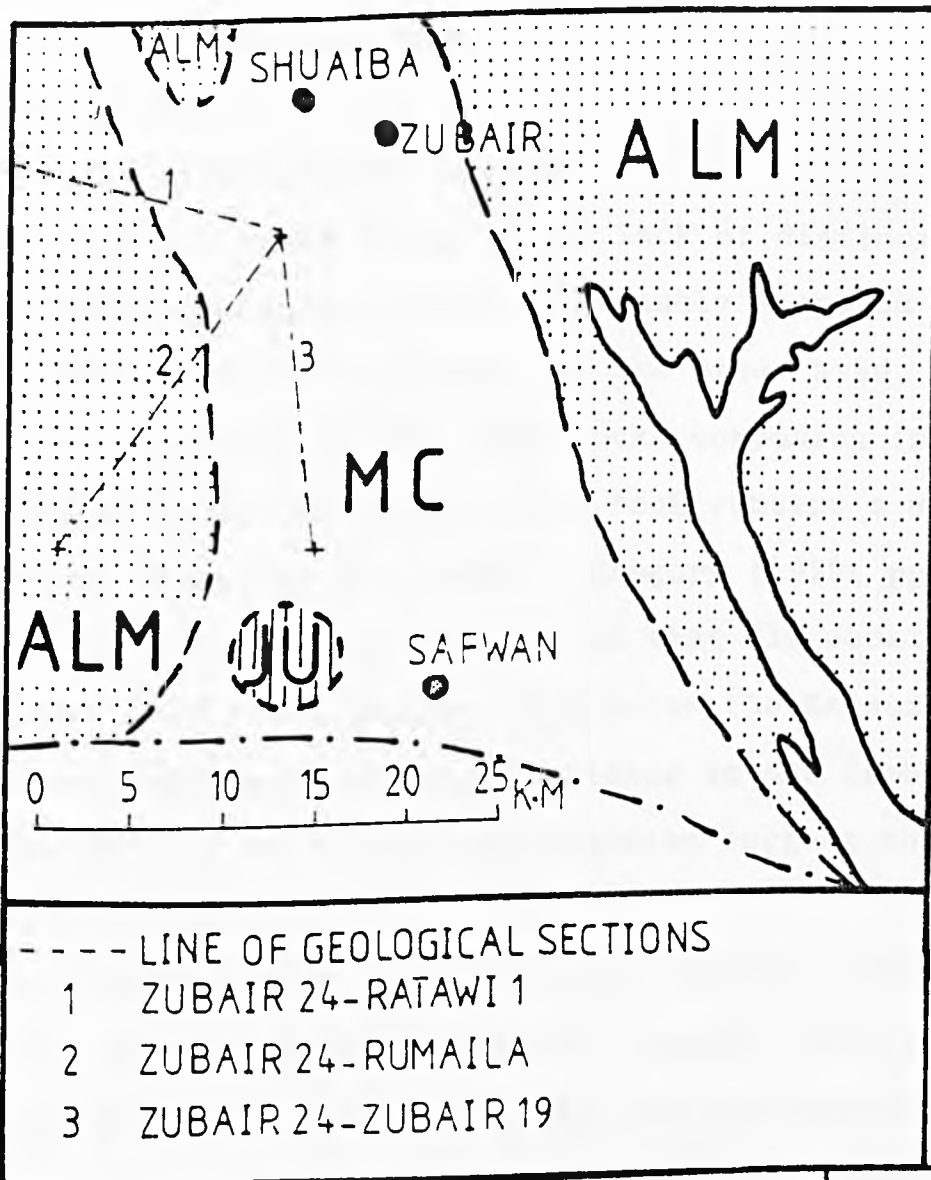 ALM
SHUAIBA
ZUBAIR
ALM
1
2
3
MC
ALM
JU
SAFWAN
0 5 10 15 20 25 K.M
---- LINE OF GEOLOGICAL SECTIONS
1 ZUBAIR 24-RATAWI 1
2 ZUBAIR 24-RUMAILA
3 ZUBAIR 24-ZUBAIR 19